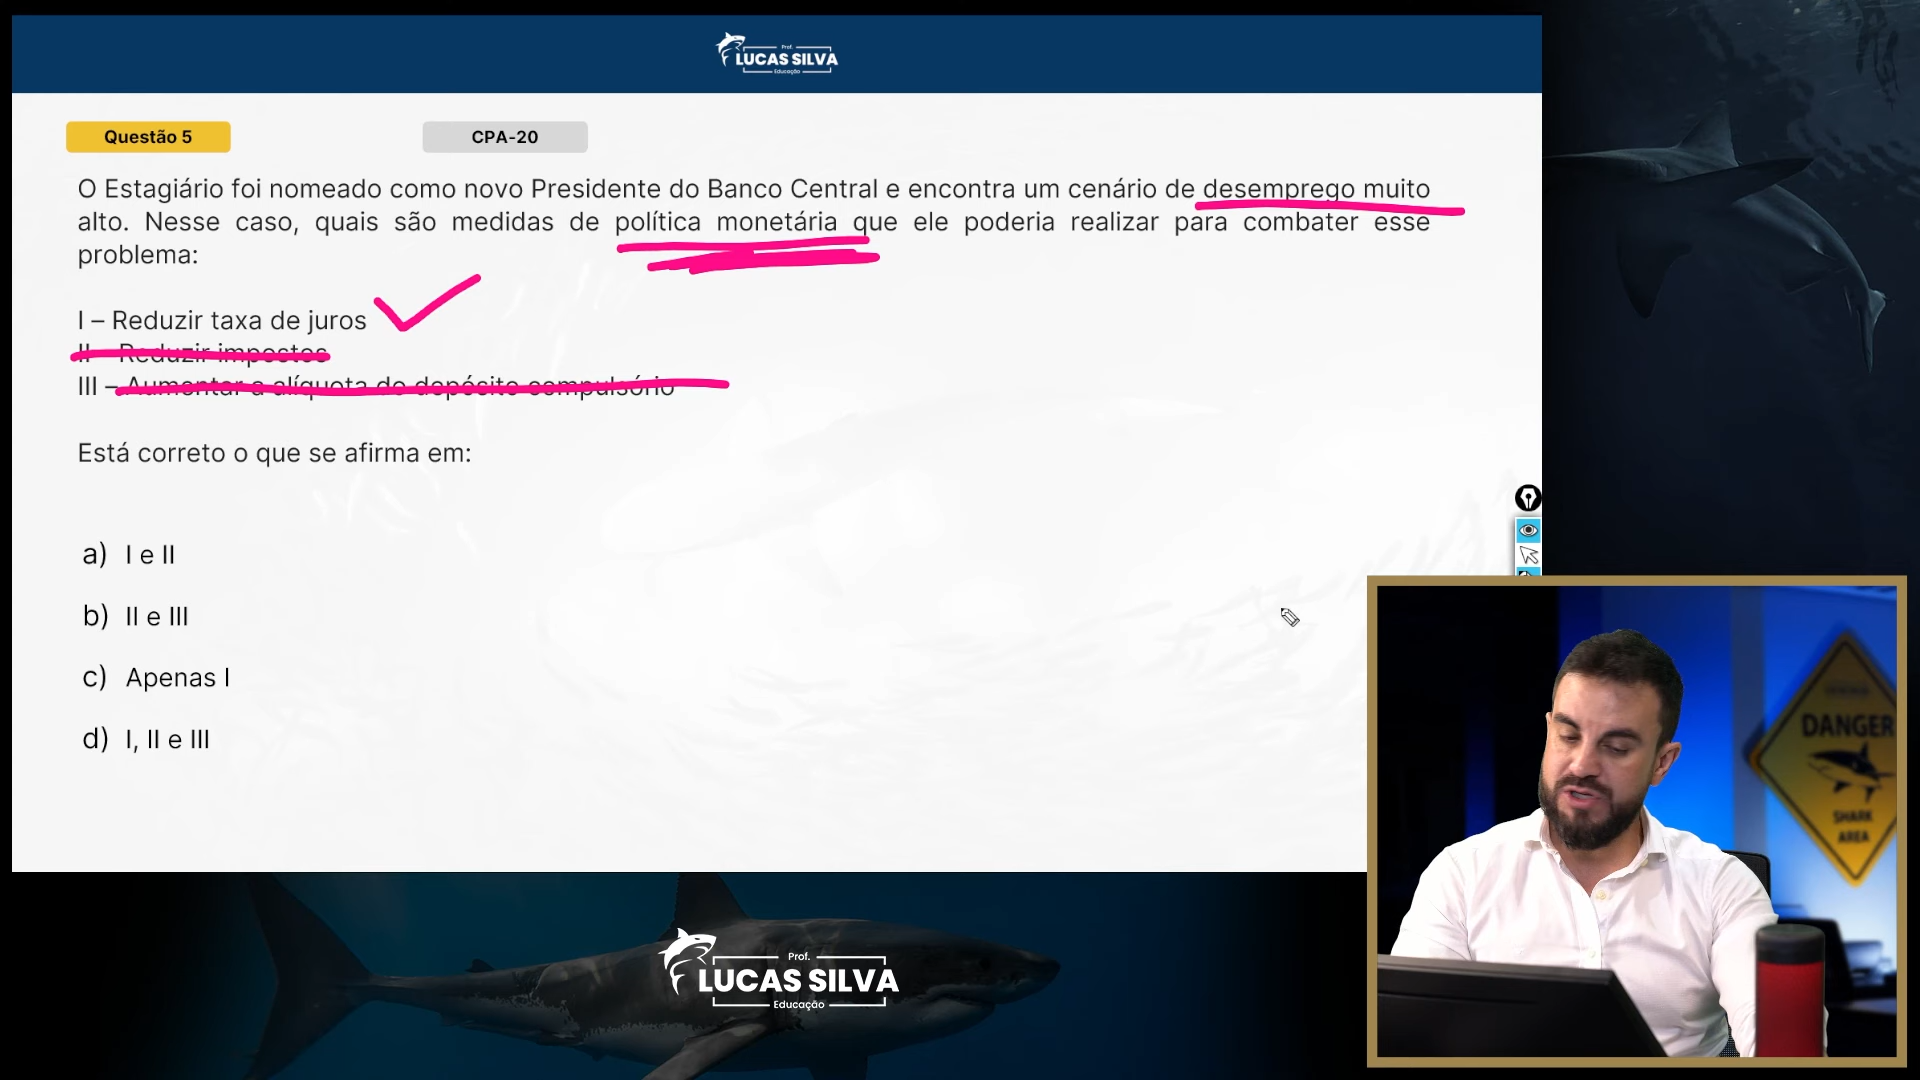 Prof.
LUCAS SILVA
Educação
Questão 5
CPA-20
O Estagiário foi nomeado como novo Presidente do Banco Central e encontra um cenário de desemprego muito
alto. Nesse caso, quais são medidas de política monetária que ele poderia realizar para combater esse
problema:
I – Reduzir taxa de juros
II – Reduzir impostos
III – Aumentar a alíquota do depósito compulsório
Está correto o que se afirma em:
a) I e II
b) II e III
c) Apenas I
d) I, II e III
DANGER
SHARK
AREA
Prof.
LUCAS SILVA
Educação